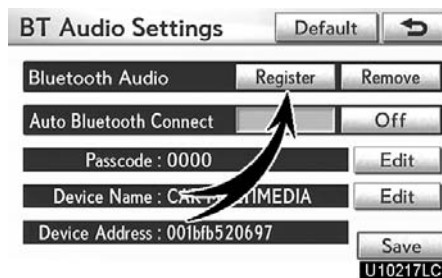 BT Audio Settings Default
Bluetooth Audio Register Remove
Auto Bluetooth Connect Off
Passcode : 0000 Edit
Device Name : MULTIMEDIA Edit
Device Address : 001bfb520697
Save
U10217LC